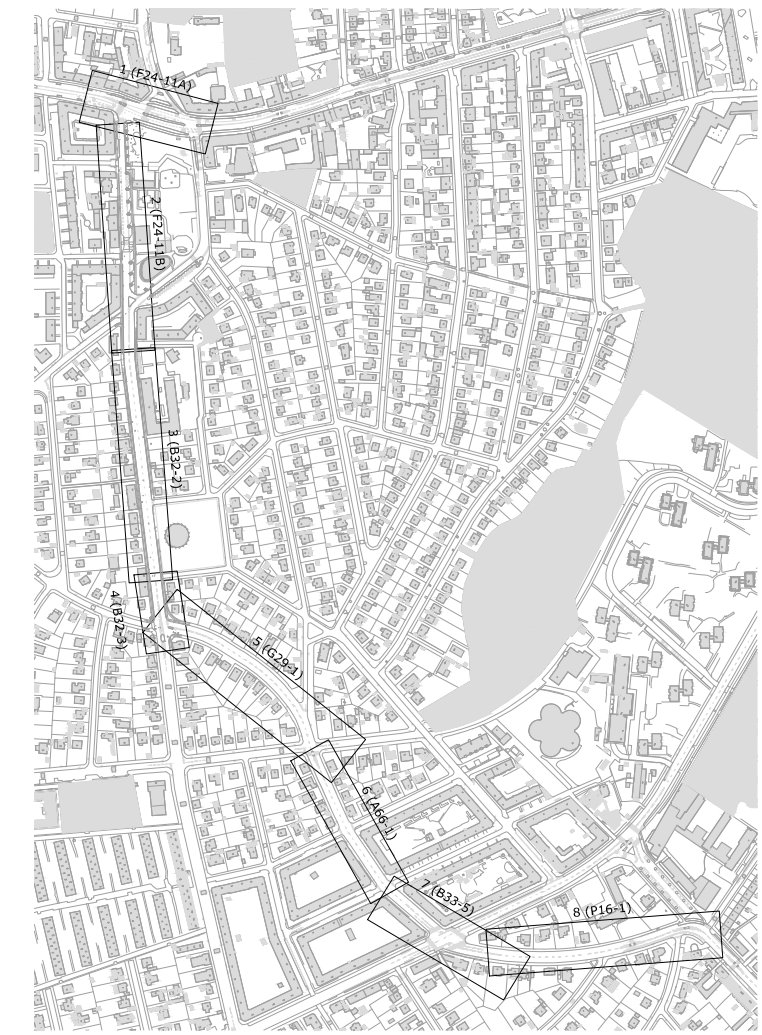 1 (F24-11A)
2 (F24-11B)
3 (B32-2)
4 (B32-3)
5 (G29-1)
6 (A66-1)
7 (B33-5)
8 (P16-1)